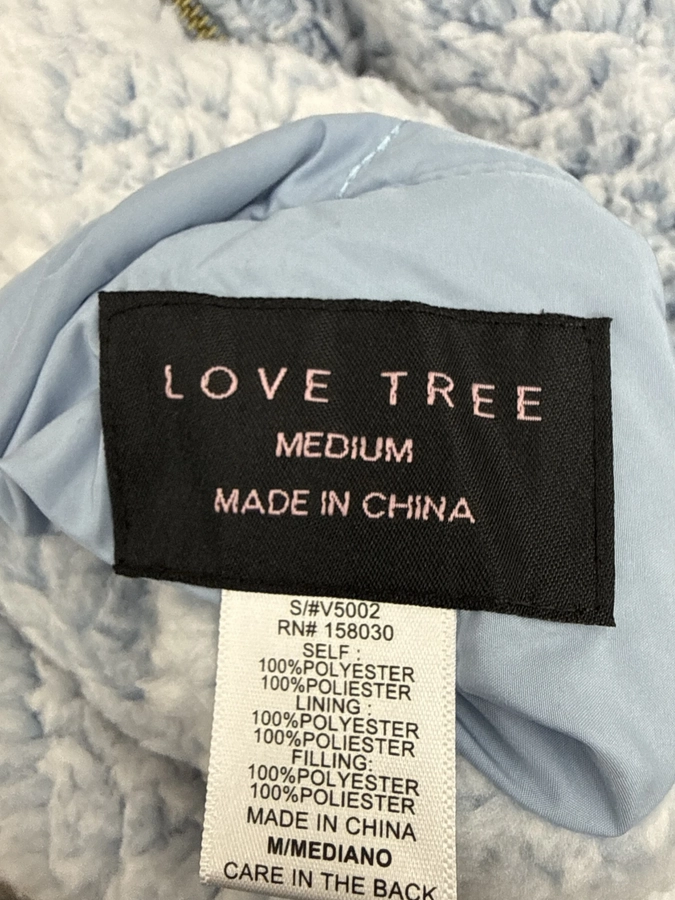 LOVE TREE
MEDIUM
MADE IN CHINA
S/#V5002
RN# 158030
SELF :
100%POLYESTER
100%POLIESTER
LINING :
100%POLYESTER
100%POLIESTER
FILLING:
100%POLYESTER
100%POLIESTER
MADE IN CHINA
M/MEDIANO
CARE IN THE BACK